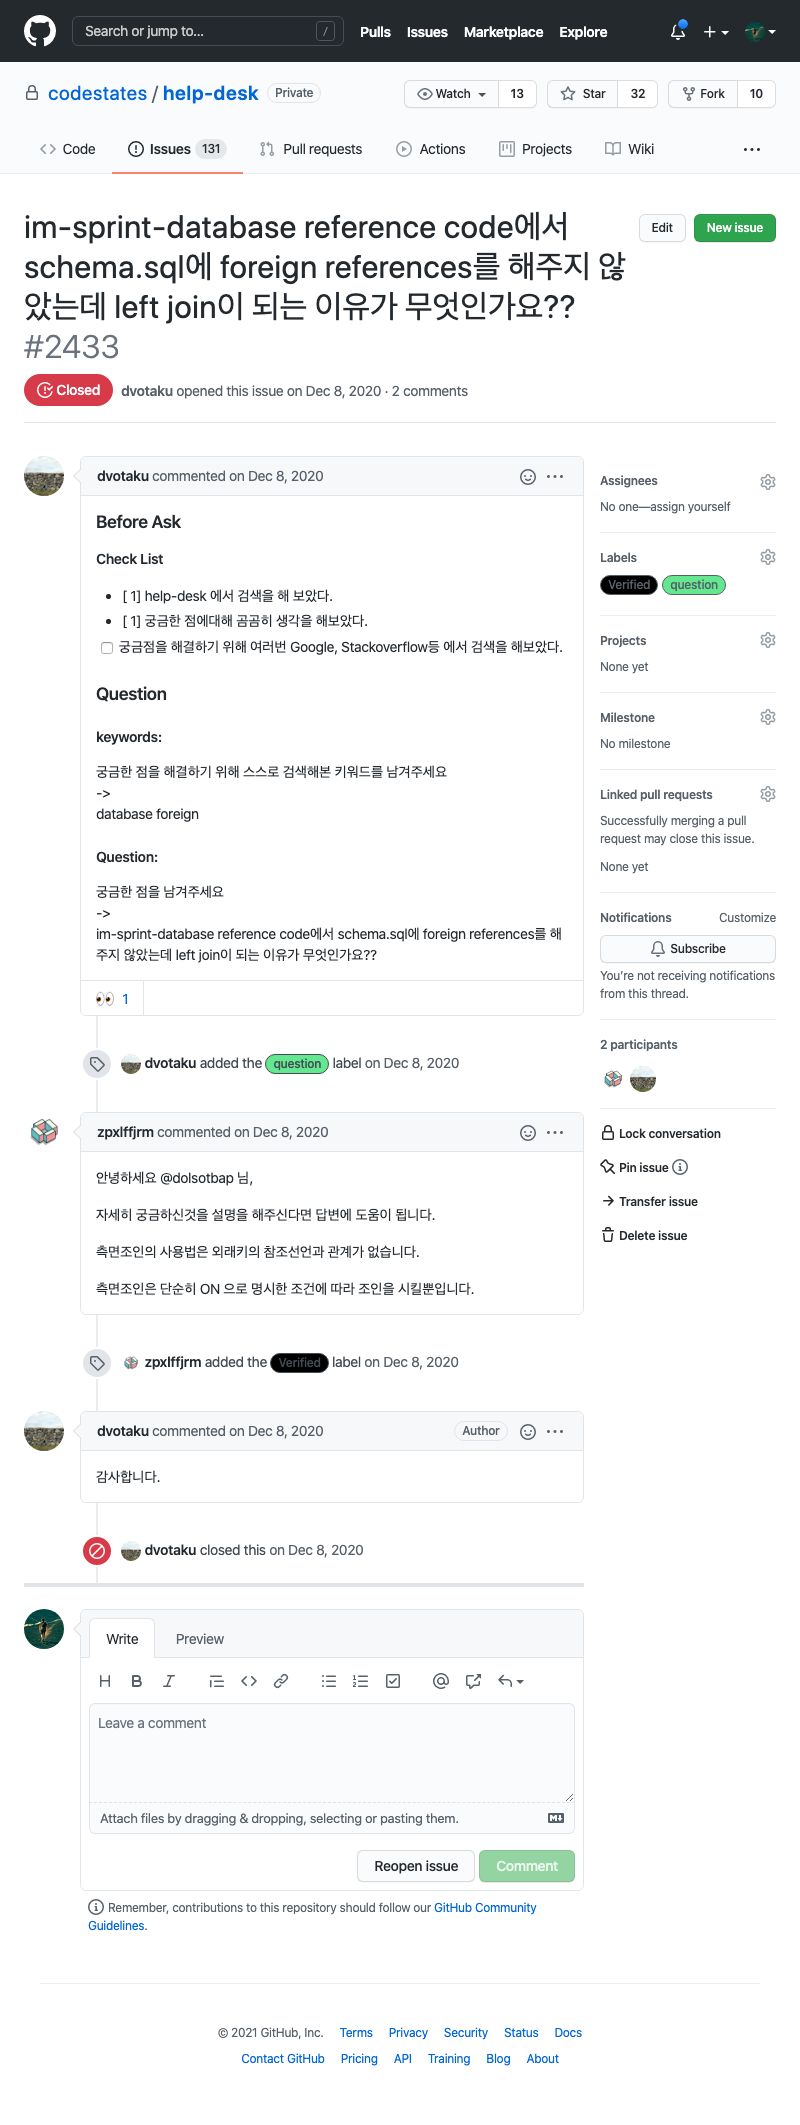 Search or jump to... /
Pulls Issues Marketplace Explore
codestates / help-desk Private
Watch 13 Star 32 Fork 10
Code Issues 131 Pull requests Actions Projects Wiki ...
im-sprint-database reference code에서
schema.sql에 foreign references를 해주지 않
았는데 left join이 되는 이유가 무엇인가요??
#2433
Edit New issue
Closed dvotaku opened this issue on Dec 8, 2020 · 2 comments
dvotaku commented on Dec 8, 2020
Before Ask
Check List
• [ 1] help-desk 에서 검색을 해 보았다.
• [ 1] 궁금한 점에대해 곰곰히 생각을 해보았다.
궁금점을 해결하기 위해 여러번 Google, Stackoverflow등 에서 검색을 해보았다.
Question
keywords:
궁금한 점을 해결하기 위해 스스로 검색해본 키워드를 남겨주세요
->
database foreign
Question:
궁금한 점을 남겨주세요
->
im-sprint-database reference code에서 schema.sql에 foreign references를 해
주지 않았는데 left join이 되는 이유가 무엇인가요??
👀 1
dvotaku added the question label on Dec 8, 2020
zpxlffjrm commented on Dec 8, 2020
안녕하세요 @dolsotbap 님,
자세히 궁금하신것을 설명을 해주신다면 답변에 도움이 됩니다.
측면조인의 사용법은 외래키의 참조선언과 관계가 없습니다.
측면조인은 단순히 ON 으로 명시한 조건에 따라 조인을 시킬뿐입니다.
zpxlffjrm added the Verified label on Dec 8, 2020
dvotaku commented on Dec 8, 2020 Author
감사합니다.
dvotaku closed this on Dec 8, 2020
Assignees
No one—assign yourself
Labels
Verified question
Projects
None yet
Milestone
No milestone
Linked pull requests
Successfully merging a pull
request may close this issue.
None yet
Notifications Customize
Subscribe
You're not receiving notifications
from this thread.
2 participants
Lock conversation
Pin issue
Transfer issue
Delete issue
Write Preview
Leave a comment
Attach files by dragging & dropping, selecting or pasting them.
Reopen issue Comment
Remember, contributions to this repository should follow our GitHub Community
Guidelines.
© 2021 GitHub, Inc. Terms Privacy Security Status Docs
Contact GitHub Pricing API Training Blog About